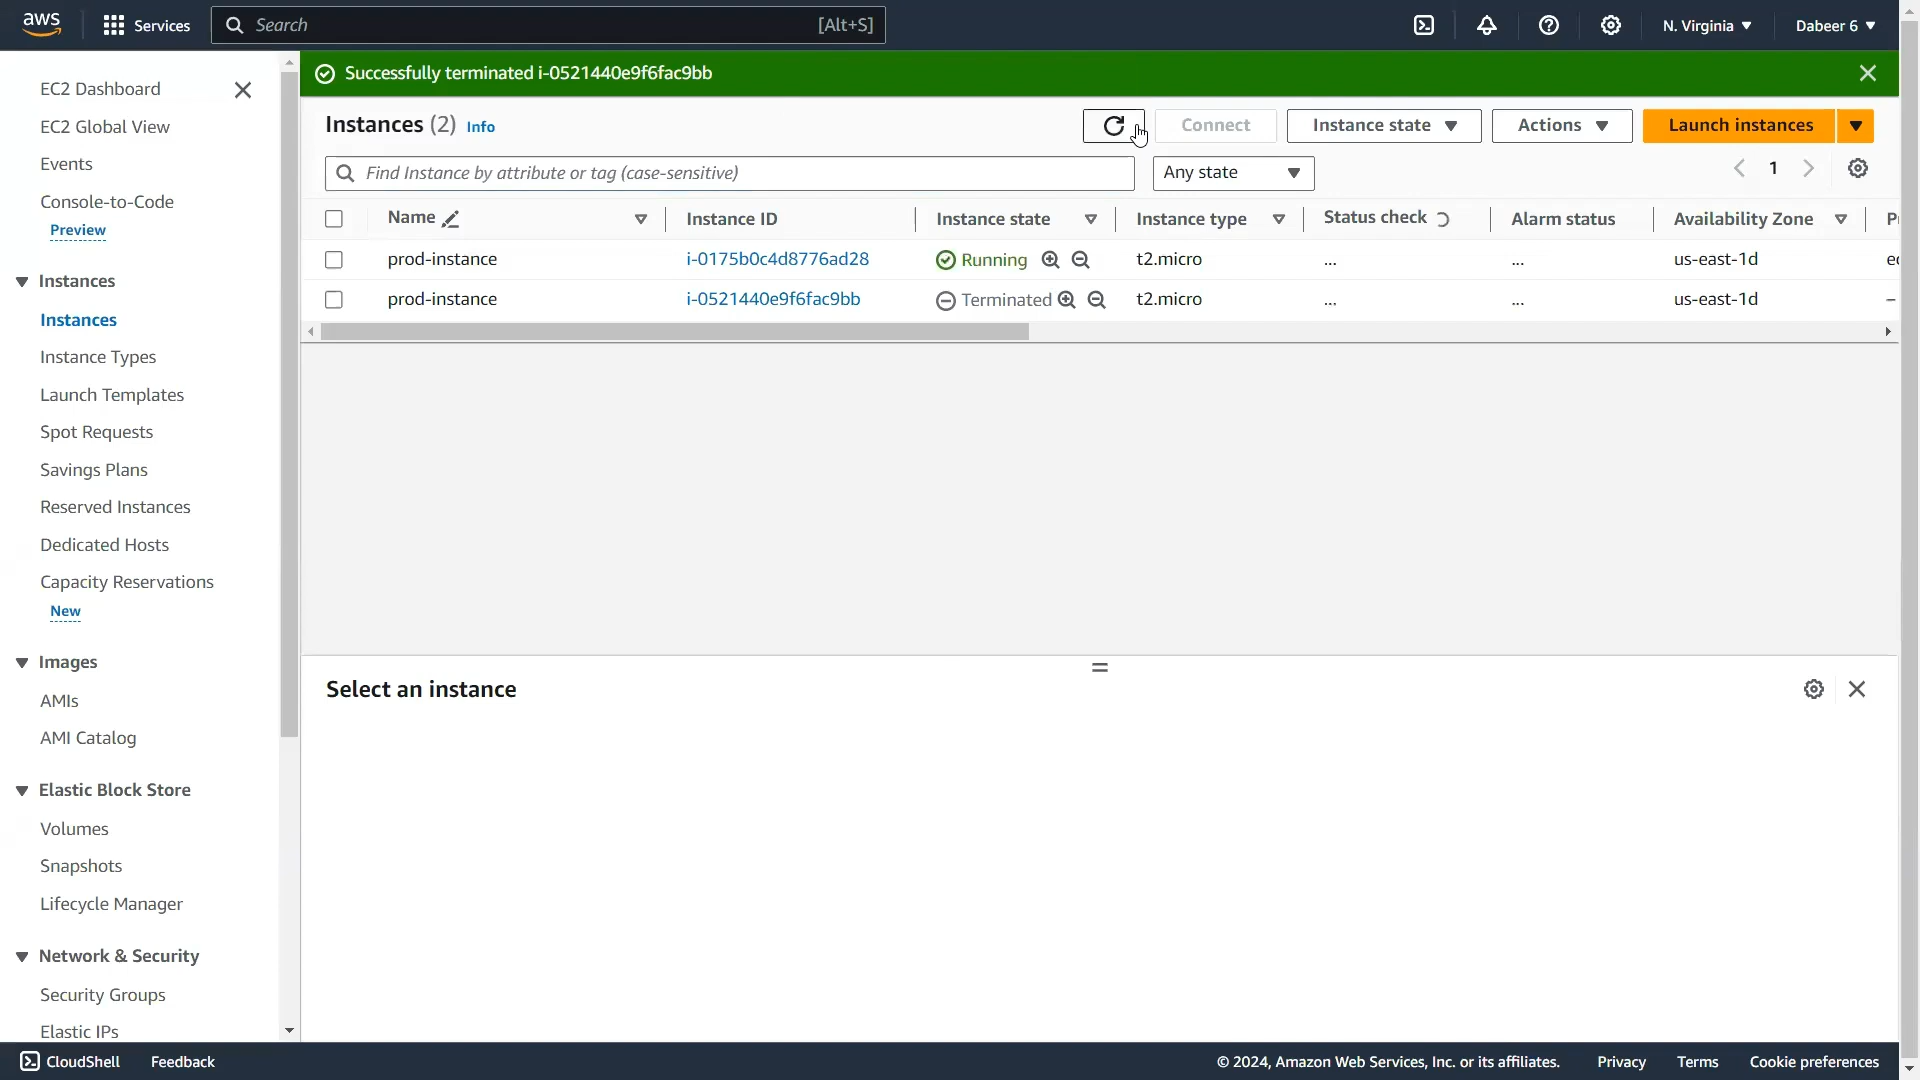 aws
Services
Search
[Alt+S]
N. Virginia
Dabeer 6
EC2 Dashboard
EC2 Global View
Events
Console-to-Code
Preview
Instances
Instances
Instance Types
Launch Templates
Spot Requests
Savings Plans
Reserved Instances
Dedicated Hosts
Capacity Reservations
New
Images
AMIs
AMI Catalog
Elastic Block Store
Volumes
Snapshots
Lifecycle Manager
Network & Security
Security Groups
Elastic IPs
Successfully terminated i-0521440e9f6fac9bb
Instances (2) Info
Connect
Instance state
Actions
Launch instances
Find Instance by attribute or tag (case-sensitive)
Any state
1
Name Instance ID Instance state Instance type Status check Alarm status Availability Zone
prod-instance i-0175b0c4d8776ad28 Running t2.micro ... ... us-east-1d
prod-instance i-0521440e9f6fac9bb Terminated t2.micro ... ... us-east-1d –
Select an instance
CloudShell Feedback © 2024, Amazon Web Services, Inc. or its affiliates. Privacy Terms Cookie preferences